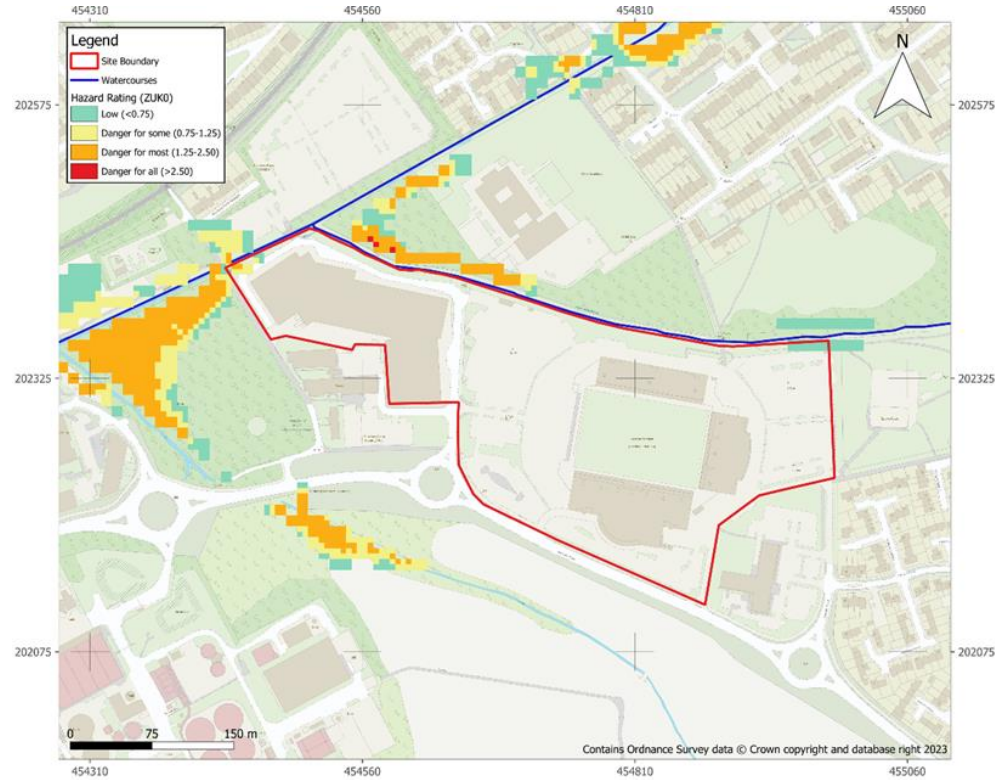 454310 454560 454810 455060
Legend
Site Boundary
Watercourses
Hazard Rating (ZUK0)
Low (<0.75)
Danger for some (0.75-1.25)
Danger for most (1.25-2.50)
Danger for all (>2.50)
N
202575 202575
202325 202325
202075 202075
0 75 150 m
Contains Ordnance Survey data © Crown copyright and database right 2023
454310 454560 454810 455060